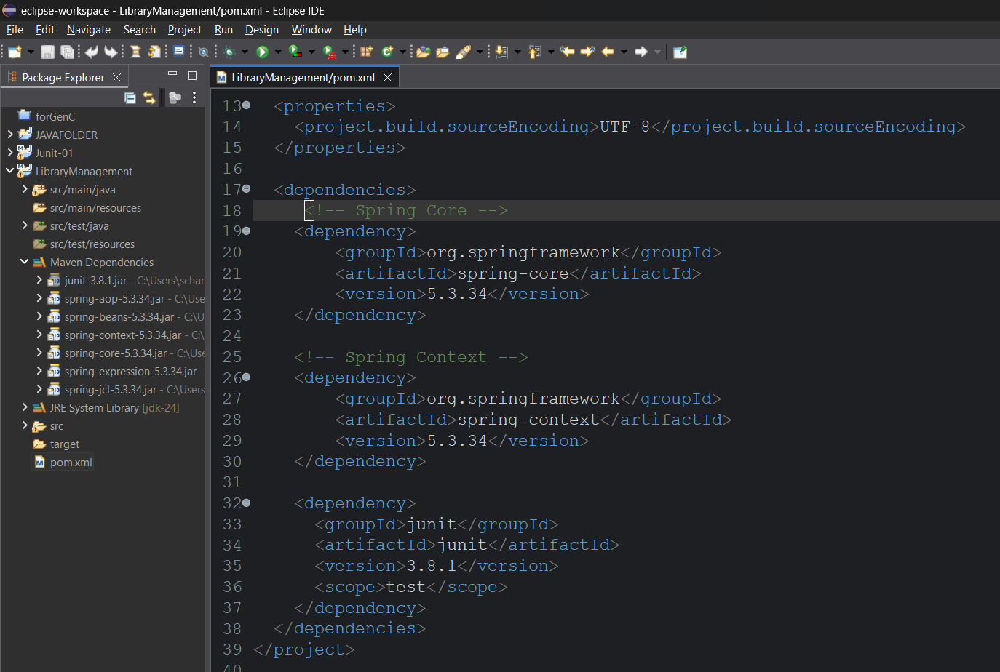 eclipse-workspace - LibraryManagement/pom.xml - Eclipse IDE
File Edit Navigate Search Project Run Design Window Help
Package Explorer
forGenC
JAVAFOLDER
Junit-01
LibraryManagement
src/main/java
src/main/resources
src/test/java
src/test/resources
Maven Dependencies
junit-3.8.1.jar - C:\Users\schar
spring-aop-5.3.34.jar - C:\Use
spring-beans-5.3.34.jar - C:\U
spring-context-5.3.34.jar - C:\
spring-core-5.3.34.jar - C:\Use
spring-expression-5.3.34.jar -
spring-jcl-5.3.34.jar - C:\Users
JRE System Library [jdk-24]
src
target
pom.xml
LibraryManagement/pom.xml
13 <properties>
14 <project.build.sourceEncoding>UTF-8</project.build.sourceEncoding>
15 </properties>
16
17 <dependencies>
18 <!-- Spring Core -->
19 <dependency>
20 <groupId>org.springframework</groupId>
21 <artifactId>spring-core</artifactId>
22 <version>5.3.34</version>
23 </dependency>
24
25 <!-- Spring Context -->
26 <dependency>
27 <groupId>org.springframework</groupId>
28 <artifactId>spring-context</artifactId>
29 <version>5.3.34</version>
30 </dependency>
31
32 <dependency>
33 <groupId>junit</groupId>
34 <artifactId>junit</artifactId>
35 <version>3.8.1</version>
36 <scope>test</scope>
37 </dependency>
38 </dependencies>
39 </project>
40